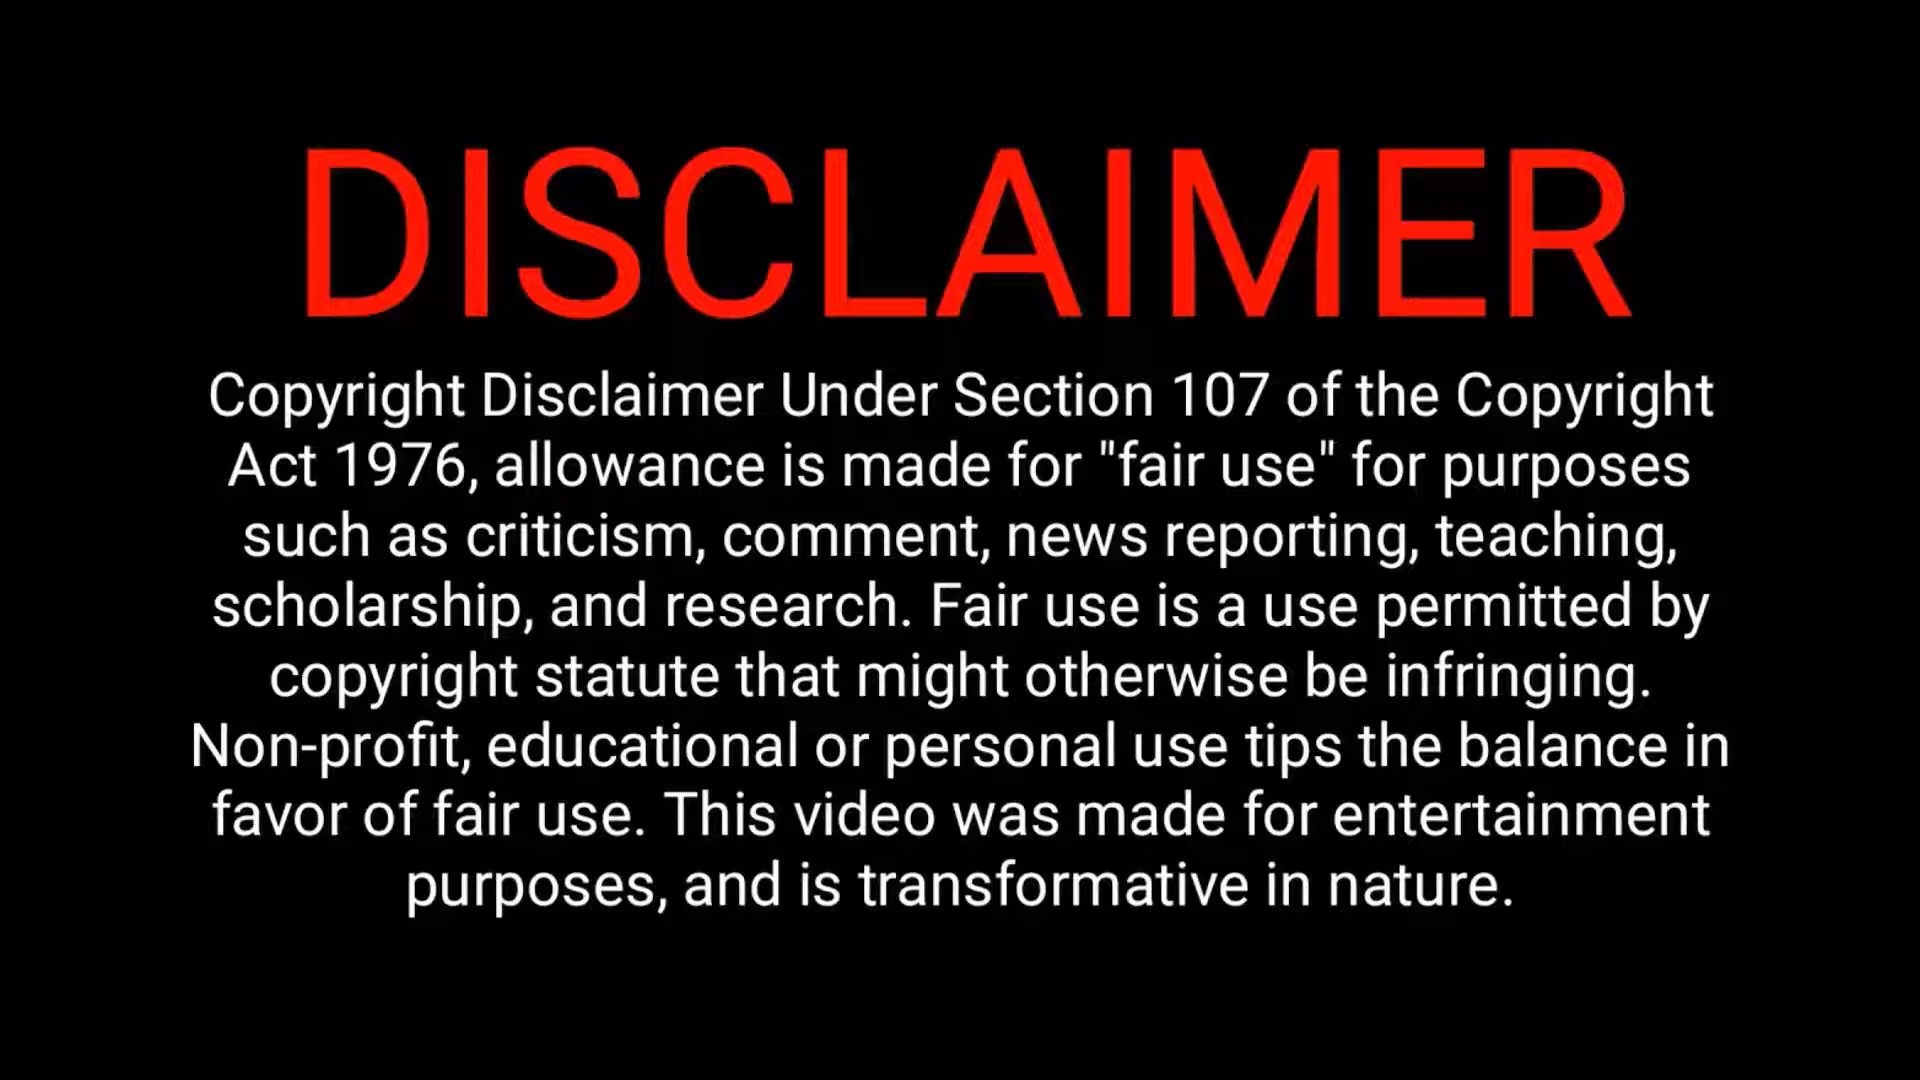 DISCLAIMER
Copyright Disclaimer Under Section 107 of the Copyright
Act 1976, allowance is made for "fair use" for purposes
such as criticism, comment, news reporting, teaching,
scholarship, and research. Fair use is a use permitted by
copyright statute that might otherwise be infringing.
Non-profit, educational or personal use tips the balance in
favor of fair use. This video was made for entertainment
purposes, and is transformative in nature.